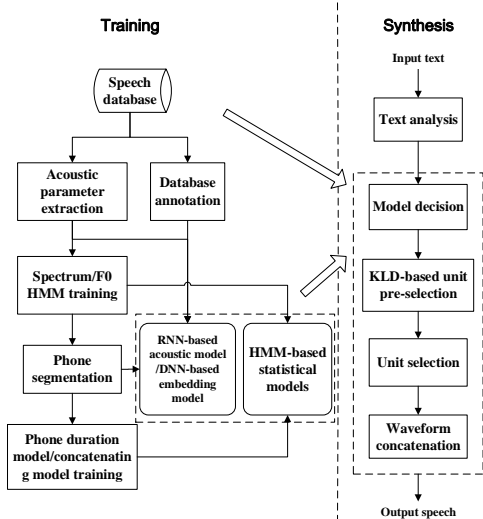 Training
Synthesis
Speech
database
Input text
Text analysis
Acoustic
parameter
extraction
Database
annotation
Model decision
Spectrum/F0
HMM training
KLD-based unit
pre-selection
RNN-based
acoustic model
/DNN-based
embedding
model
HMM-based
statistical
models
Phone
segmentation
Unit selection
Phone duration
model/concatenatin
g model training
Waveform
concatenation
Output speech